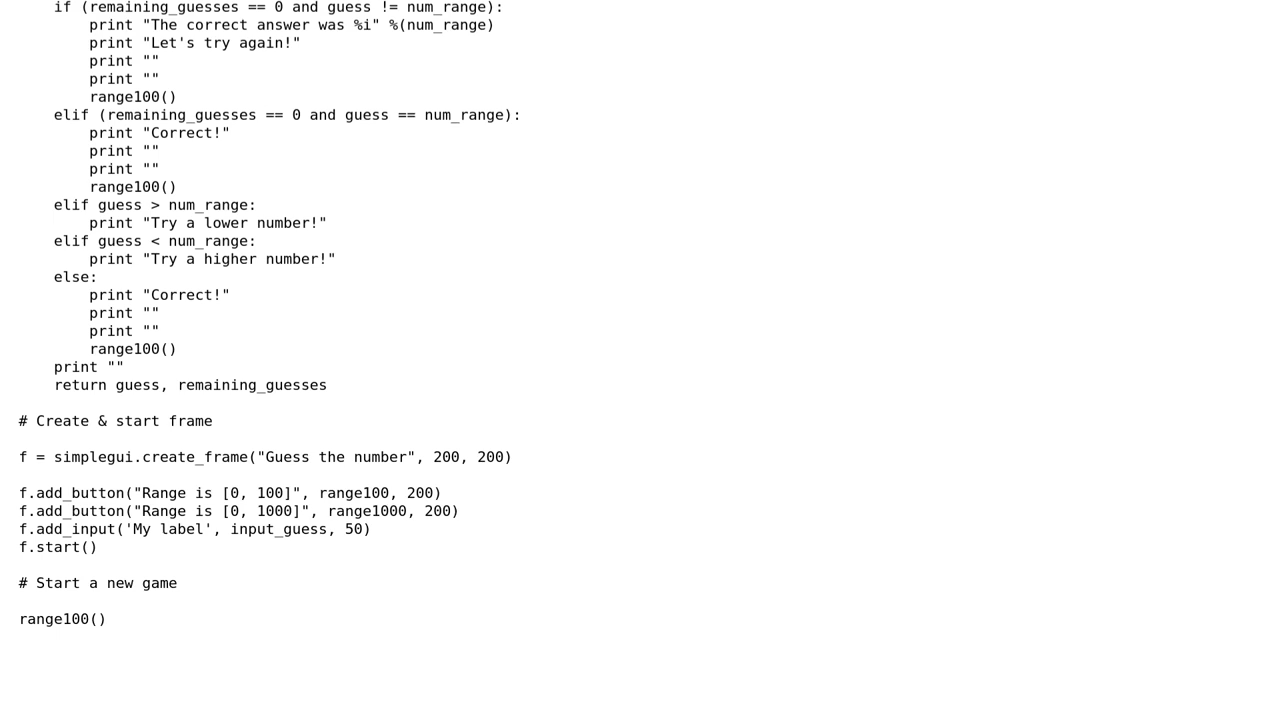 if (remaining_guesses == 0 and guess != num_range):
        print "The correct answer was %i" %(num_range)
        print "Let's try again!"
        print ""
        print ""
        range100()
    elif (remaining_guesses == 0 and guess == num_range):
        print "Correct!"
        print ""
        print ""
        range100()
    elif guess > num_range:
        print "Try a lower number!"
    elif guess < num_range:
        print "Try a higher number!"
    else:
        print "Correct!"
        print ""
        print ""
        range100()
    print ""
    return guess, remaining_guesses

# Create & start frame

f = simplegui.create_frame("Guess the number", 200, 200)

f.add_button("Range is [0, 100]", range100, 200)
f.add_button("Range is [0, 1000]", range1000, 200)
f.add_input('My label', input_guess, 50)
f.start()

# Start a new game

range100()